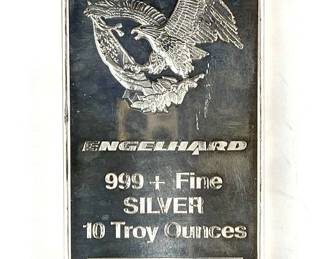 ENGELHARD
999+ Fine
SILVER
10 Troy Ounces